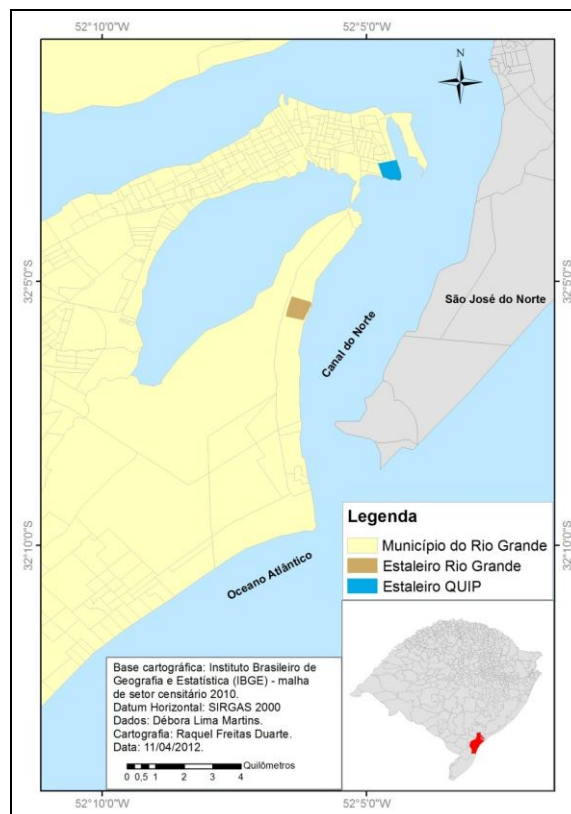 52°10'0"W
52°5'0"W
N
32°5'0"S
32°5'0"S
São José do Norte
Canal do Norte
Legenda
Município do Rio Grande
Estaleiro Rio Grande
Estaleiro QUIP
32°10'0"S
32°10'0"S
Oceano Atlântico
Base cartográfica: Instituto Brasileiro de
Geografia e Estatística (IBGE) - malha
de setor censitário 2010.
Datum Horizontal: SIRGAS 2000
Dados: Débora Lima Martins.
Cartografia: Raquel Freitas Duarte.
Data: 11/04/2012.
Quilômetros
0 0,5 1 2 3 4
52°10'0"W
52°5'0"W